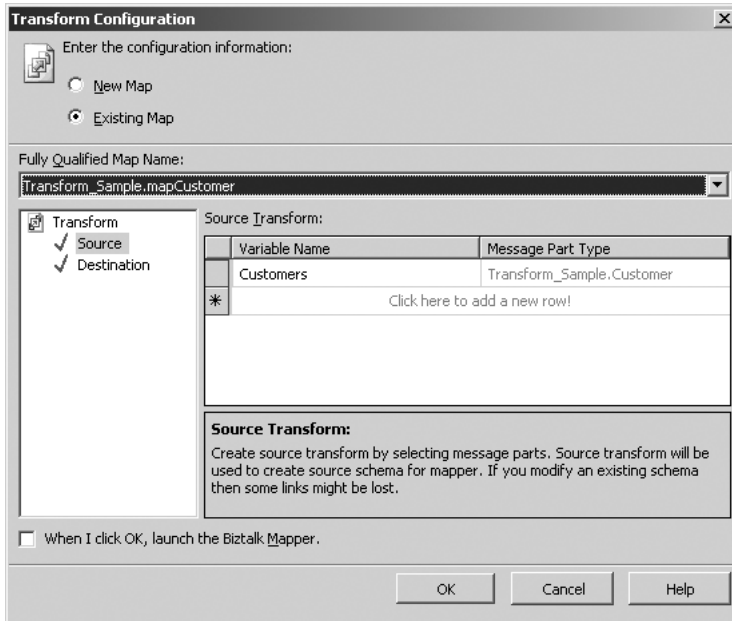 Transform Configuration
Enter the configuration information:
New Map
Existing Map
Fully Qualified Map Name:
Transform_Sample.mapCustomer
Transform
Source
Destination
Source Transform:
Variable Name Message Part Type
Customers Transform_Sample.Customer
Click here to add a new row!
Source Transform:
Create source transform by selecting message parts. Source transform will be
used to create source schema for mapper. If you modify an existing schema
then some links might be lost.
When I click OK, launch the Biztalk Mapper.
OK Cancel Help